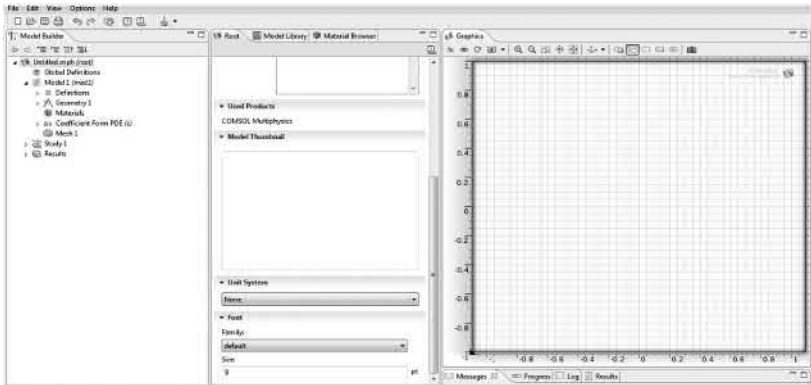 File Edit View Options Help
Model Builder
Untitled.mph (root)
Global Definitions
Model 1 (mod1)
Definitions
Geometry 1
Materials
Coefficient Form PDE (c)
Mesh 1
Study 1
Results
Root Model Library Material Browser
Used Products
COMSOL Multiphysics
Model Thumbnail
Unit System
None
Font
Family:
default
Size
9 pt
Graphics
1
0.8
0.6
0.4
0.2
0
-0.2
-0.4
-0.6
-0.8
-1
-1 -0.8 -0.6 -0.4 -0.2 0 0.2 0.4 0.6 0.8 1
Messages Progress Log Results